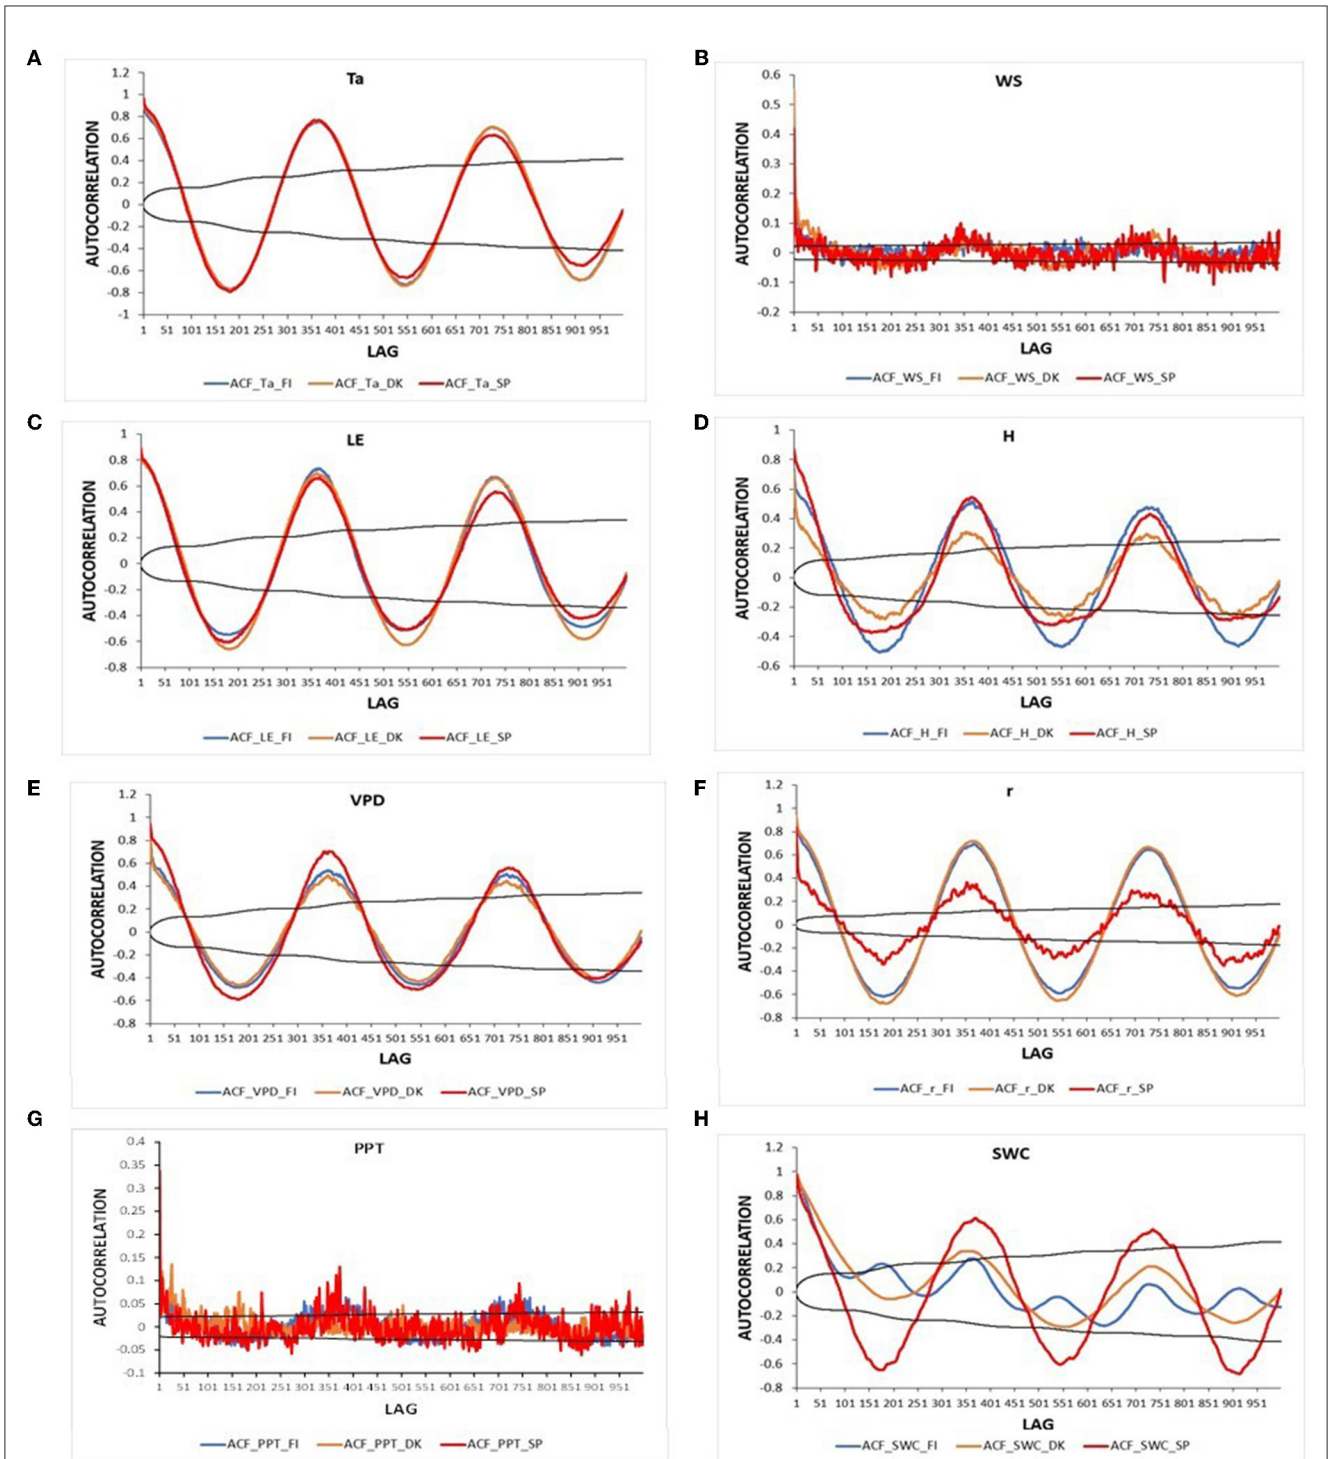 A
Ta
AUTOCORRELATION
1.2
1
0.8
0.6
0.4
0.2
0
-0.2
-0.4
-0.6
-0.8
-1
1 51 101 151 201 251 301 351 401 451 501 551 601 651 701 751 801 851 901 951
LAG
ACF_Ta_FI ACF_Ta_DK ACF_Ta_SP
B
WS
AUTOCORRELATION
0.6
0.5
0.4
0.3
0.2
0.1
0
-0.1
-0.2
1 51 101 151 201 251 301 351 401 451 501 551 601 651 701 751 801 851 901 951
LAG
ACF_WS_FI ACF_WS_DK ACF_WS_SP
C
LE
AUTOCORRELATION
1
0.8
0.6
0.4
0.2
0
-0.2
-0.4
-0.6
-0.8
1 51 101 151 201 251 301 351 401 451 501 551 601 651 701 751 801 851 901 951
LAG
ACF_LE_FI ACF_LE_DK ACF_LE_SP
D
H
AUTOCORRELATION
1
0.8
0.6
0.4
0.2
0
-0.2
-0.4
-0.6
1 51 101 151 201 251 301 351 401 451 501 551 601 651 701 751 801 851 901 951
LAG
ACF_H_FI ACF_H_DK ACF_H_SP
E
VPD
AUTOCORRELATION
1.2
1
0.8
0.6
0.4
0.2
0
-0.2
-0.4
-0.6
-0.8
1 51 101 151 201 251 301 351 401 451 501 551 601 651 701 751 801 851 901 951
LAG
ACF_VPD_FI ACF_VPD_DK ACF_VPD_SP
F
r
AUTOCORRELATION
1.2
1
0.8
0.6
0.4
0.2
0
-0.2
-0.4
-0.6
-0.8
1 51 101 151 201 251 301 351 401 451 501 551 601 651 701 751 801 851 901 951
LAG
ACF_r_FI ACF_r_DK ACF_r_SP
G
PPT
AUTOCORRELATION
0.4
0.35
0.3
0.25
0.2
0.15
0.1
0.05
0
-0.05
-0.1
1 51 101 151 201 251 301 351 401 451 501 551 601 651 701 751 801 851 901 951
LAG
ACF_PPT_FI ACF_PPT_DK ACF_PPT_SP
H
SWC
AUTOCORRELATION
1.2
1
0.8
0.6
0.4
0.2
0
-0.2
-0.4
-0.6
-0.8
1 51 101 151 201 251 301 351 401 451 501 551 601 651 701 751 801 851 901 951
LAG
ACF_SWC_FI ACF_SWC_DK ACF_SWC_SP